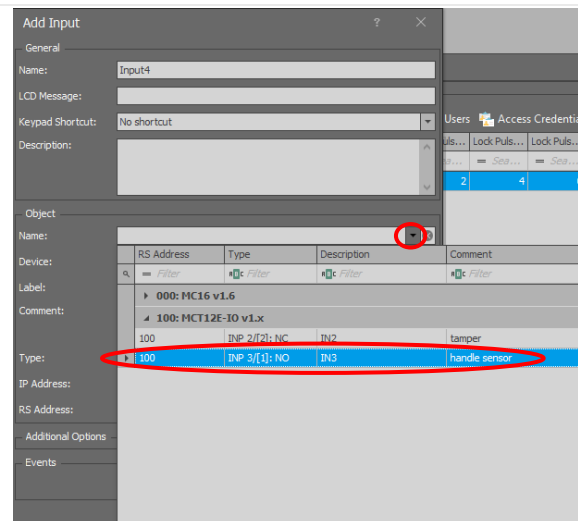 Add Input ?
General
Name: Input4
LCD Message:
Keypad Shortcut: No shortcut
Users Access Credentia
Description:
uls... Lock Puls... Lock Puls...
= Sea... = Sea...
2 4
Object
Name:
RS Address Type Description Comment
Device:
= Filter Filter Filter Filter
Label:
000: MC16 v1.6
Comment:
100: MCT12E-IO v1.x
100 INP 2/[2]: NC IN2 tamper
Type: 100 INP 3/[1]: NO IN3 handle sensor
IP Address:
RS Address:
Additional Options
Events